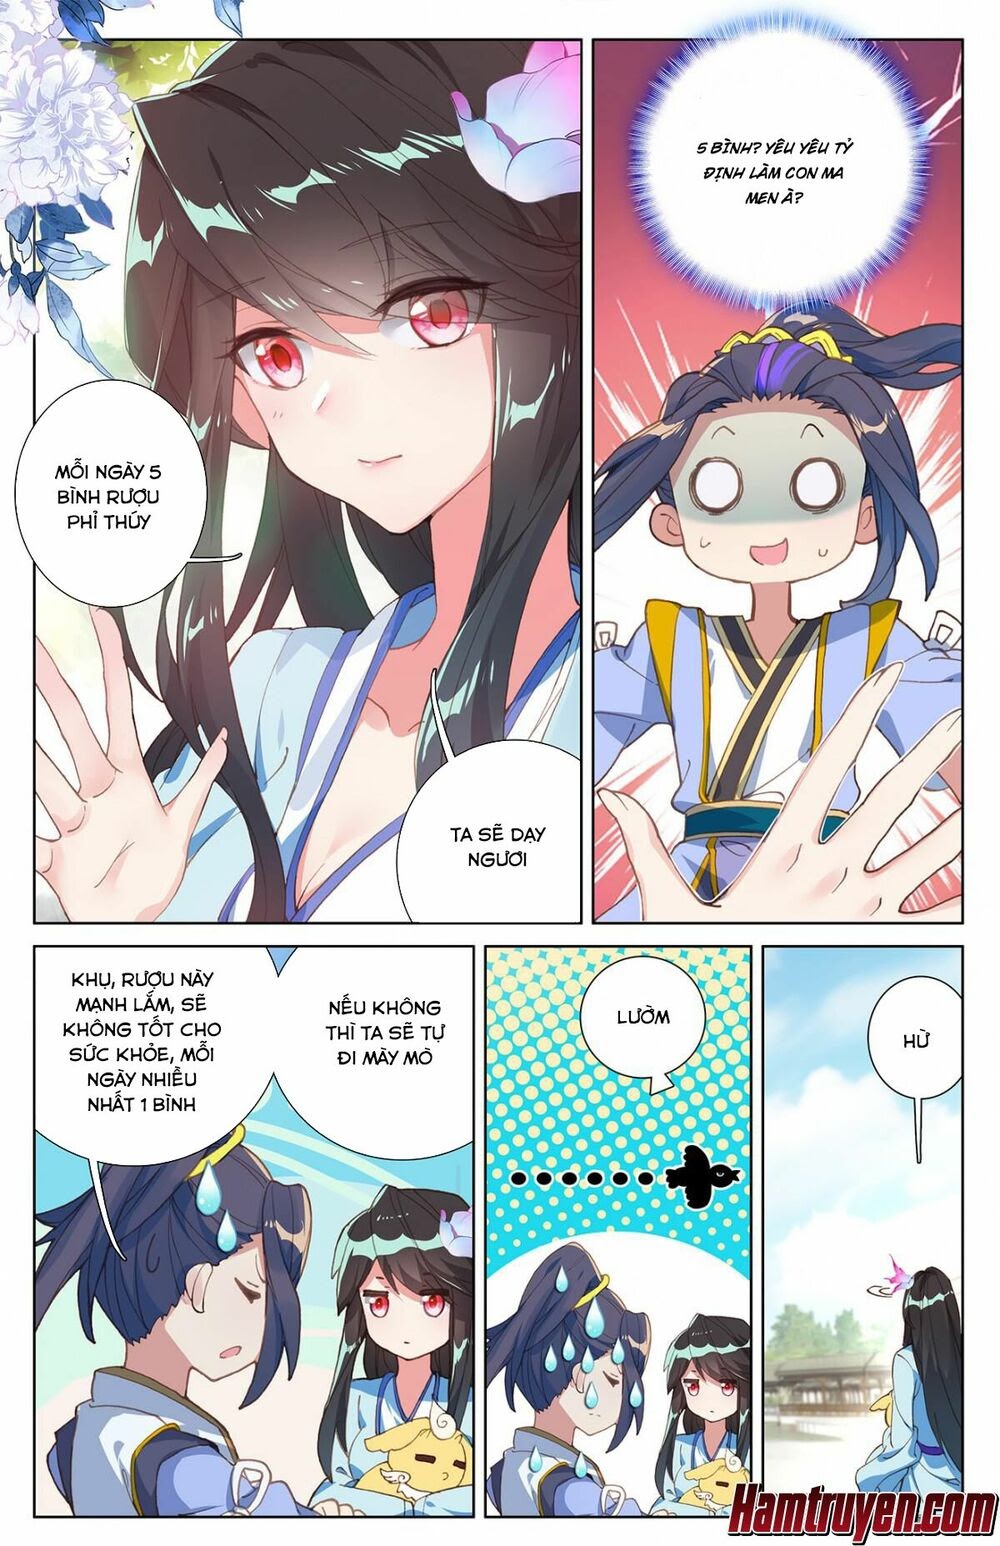 MỖI NGÀY 5
BÌNH RƯỢU
PHỈ THÚY
TA SẼ DẠY
NGƯƠI
5 BÌNH? YÊU YÊU TỶ
ĐỊNH LÀM CON MA
MEN À?
KHỤ, RƯỢU NÀY
MẠNH LẮM, SẼ
KHÔNG TỐT CHO
SỨC KHỎE, MỖI
NGÀY NHIỀU
NHẤT 1 BÌNH
NẾU KHÔNG
THÌ TA SẼ TỰ
ĐI MÀY MÒ
LƯỜM
HỪ
Hamtruyen.com